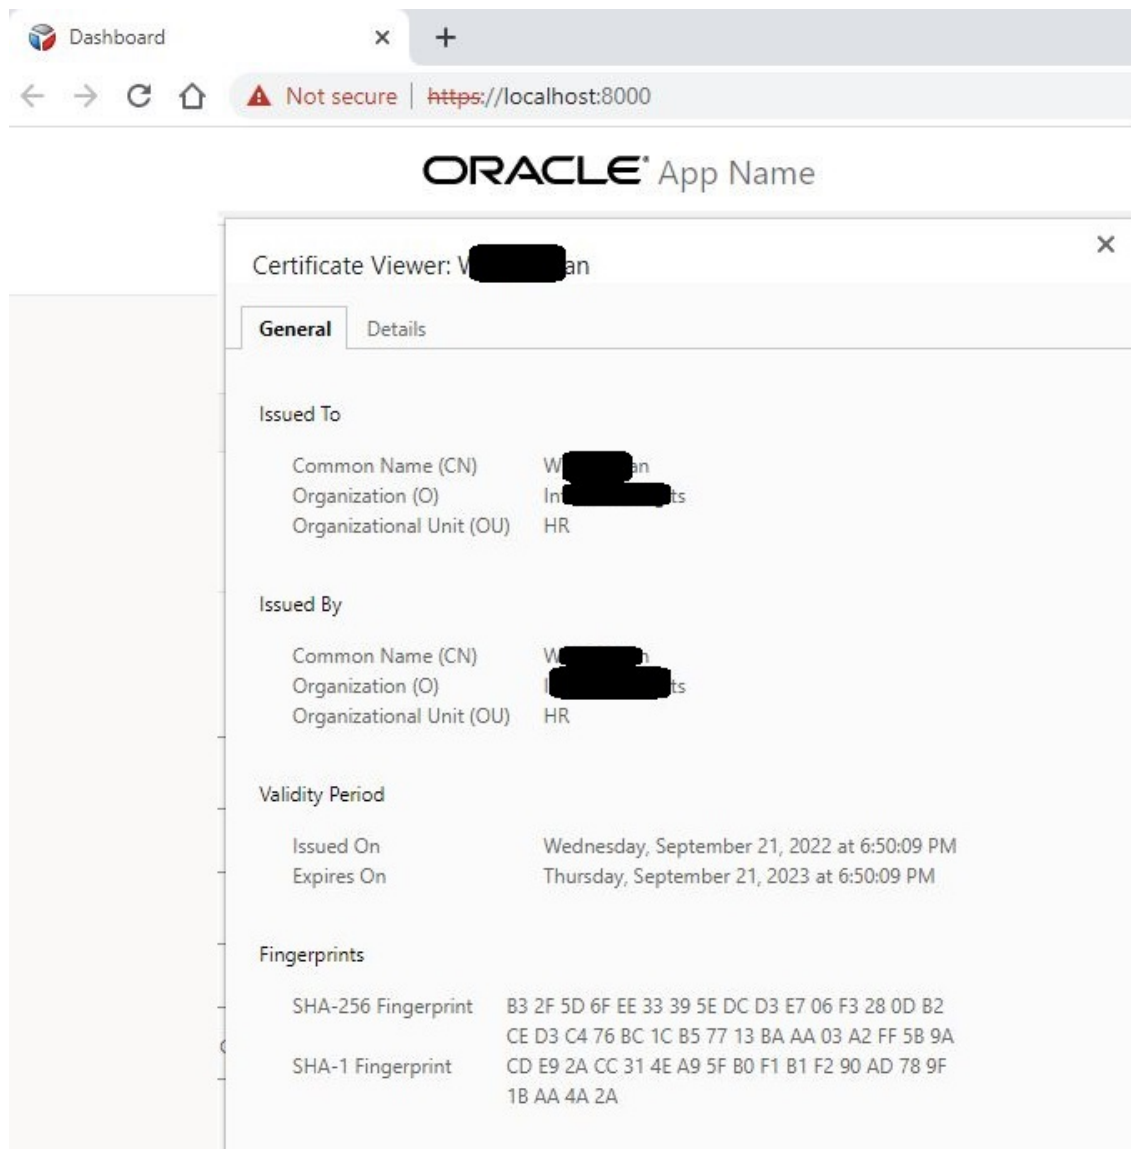 Dashboard
Not secure | https://localhost:8000
ORACLE App Name
Certificate Viewer:
General Details
Issued To
Common Name (CN)
Organization (O)
Organizational Unit (OU) HR
Issued By
Common Name (CN)
Organization (O)
Organizational Unit (OU) HR
Validity Period
Issued On Wednesday, September 21, 2022 at 6:50:09 PM
Expires On Thursday, September 21, 2023 at 6:50:09 PM
Fingerprints
SHA-256 Fingerprint B3 2F 5D 6F EE 33 39 5E DC D3 E7 06 F3 28 0D B2
CE D3 C4 76 BC 1C B5 77 13 BA AA 03 A2 FF 5B 9A
SHA-1 Fingerprint CD E9 2A CC 31 4E A9 5F B0 F1 B1 F2 90 AD 78 9F
1B AA 4A 2A